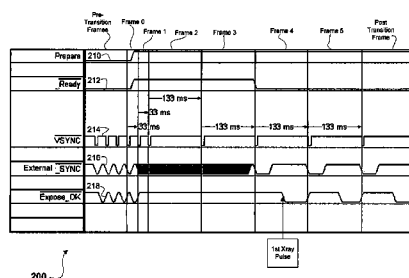 Pre-Transition Frames
Frame 0
Frame 1
Frame 2
Frame 3
Frame 4
Frame 5
Post Transition Frame
Prepare 210
Ready 212
133 ms
33 ms
33 ms
133 ms
133 ms
133 ms
VSYNC 214
External_SYNC 216
Expose_OK 218
1st Xray Pulse
200